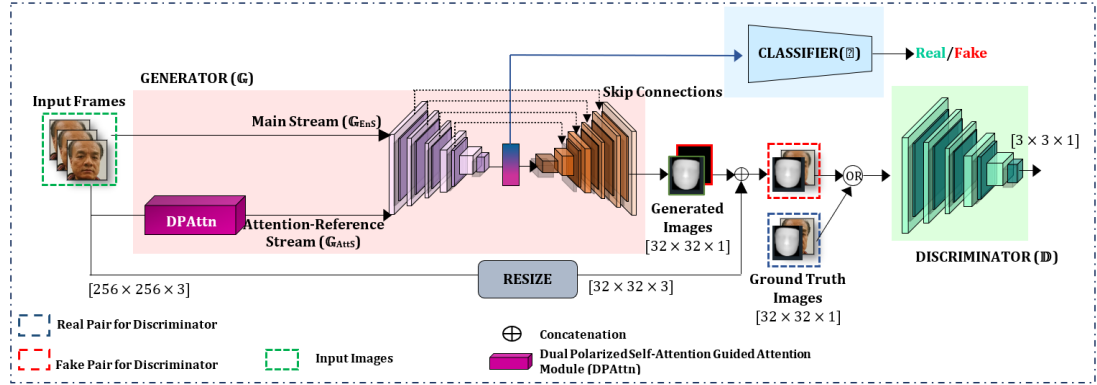 CLASSIFIER(⍰)
Real/Fake
GENERATOR (𝔾)
Input Frames
Skip Connections
Main Stream (𝔾EnS)
[3 × 3 × 1]
DPAttn
Attention-Reference
Stream (𝔾AttS)
Generated
Images
[32 × 32 × 1]
OR
DISCRIMINATOR (𝔻)
RESIZE
[256 × 256 × 3]
[32 × 32 × 3]
Ground Truth
Images
[32 × 32 × 1]
Real Pair for Discriminator
Fake Pair for Discriminator
Input Images
Concatenation
Dual Polarized Self-Attention Guided Attention
Module (DPAttn)